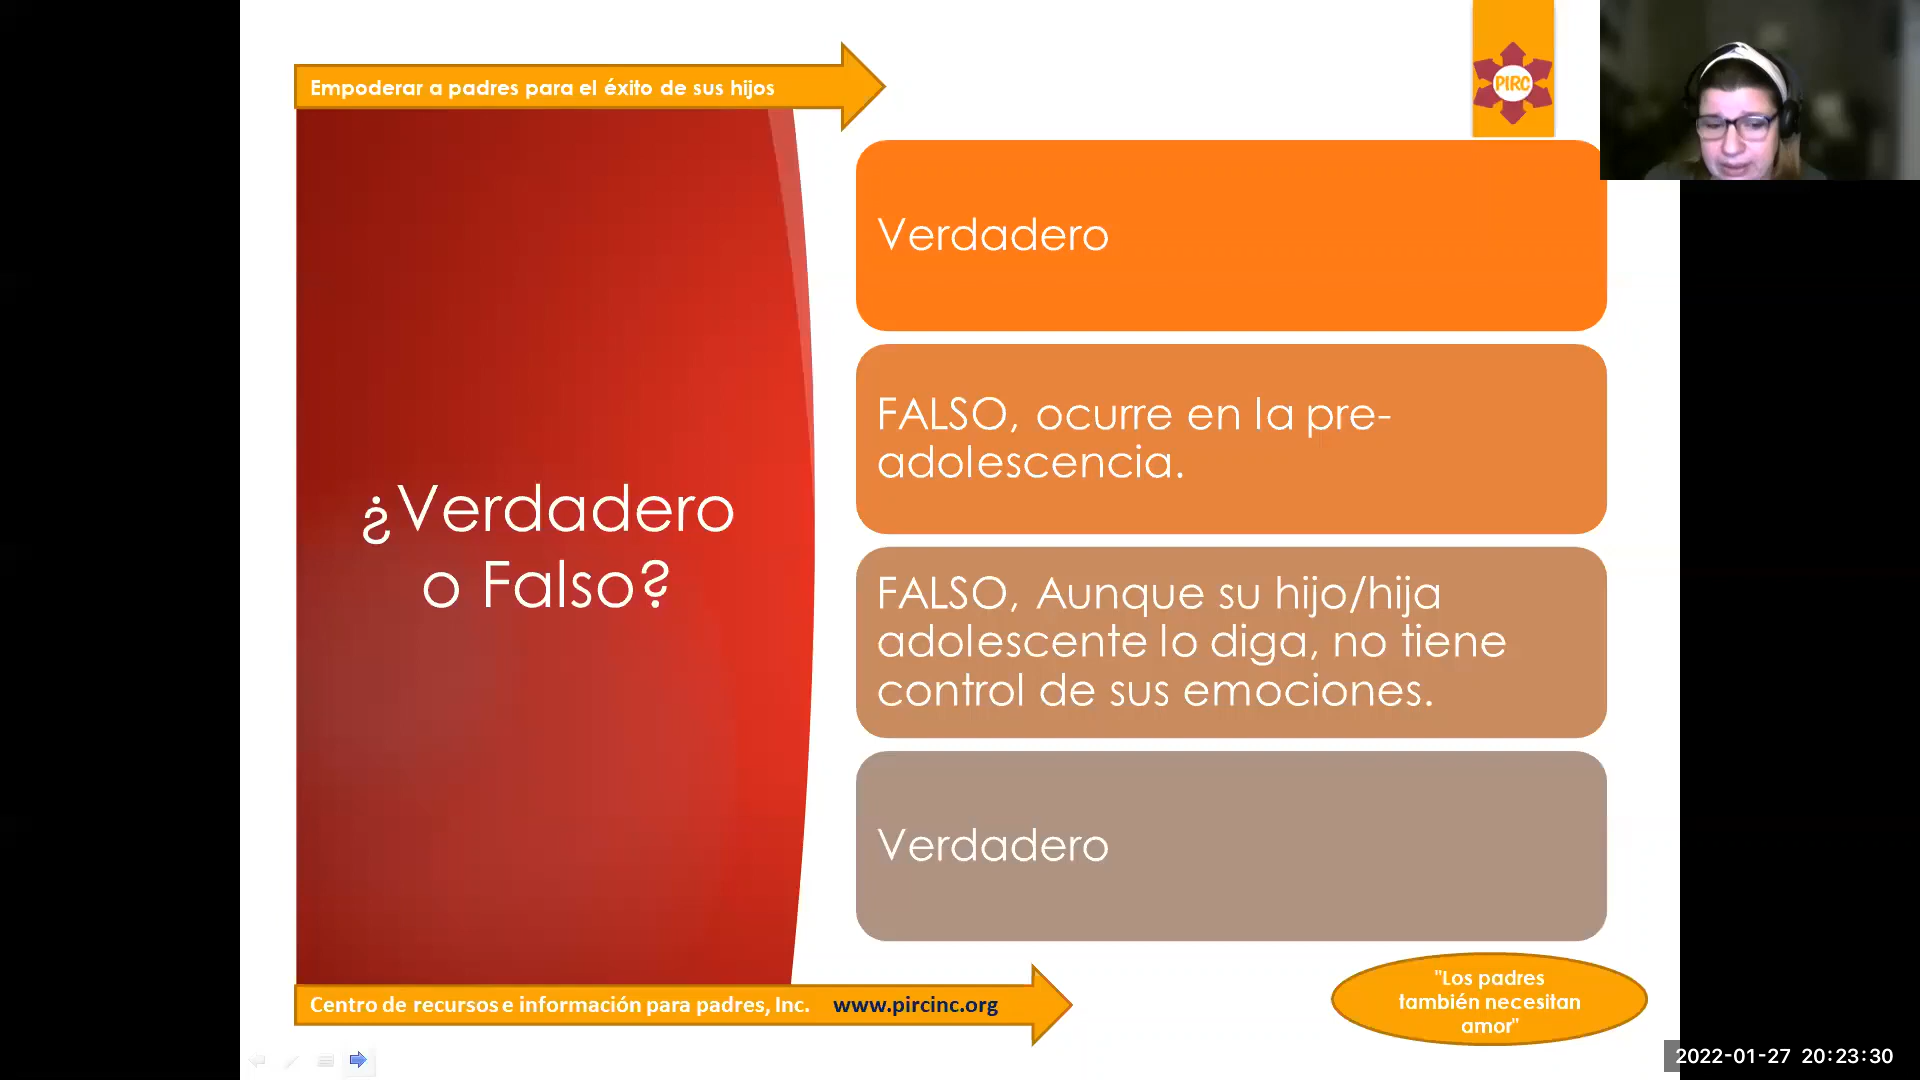 Empoderar a padres para el éxito de sus hijos
PIRC
Verdadero
FALSO, ocurre en la pre-
adolescencia.
¿Verdadero
o Falso?
FALSO, Aunque su hijo/hija
adolescente lo diga, no tiene
control de sus emociones.
Verdadero
Centro de recursos e información para padres, Inc. www.pircinc.org
"Los padres
también necesitan
amor"
2022-01-27 20:23:30